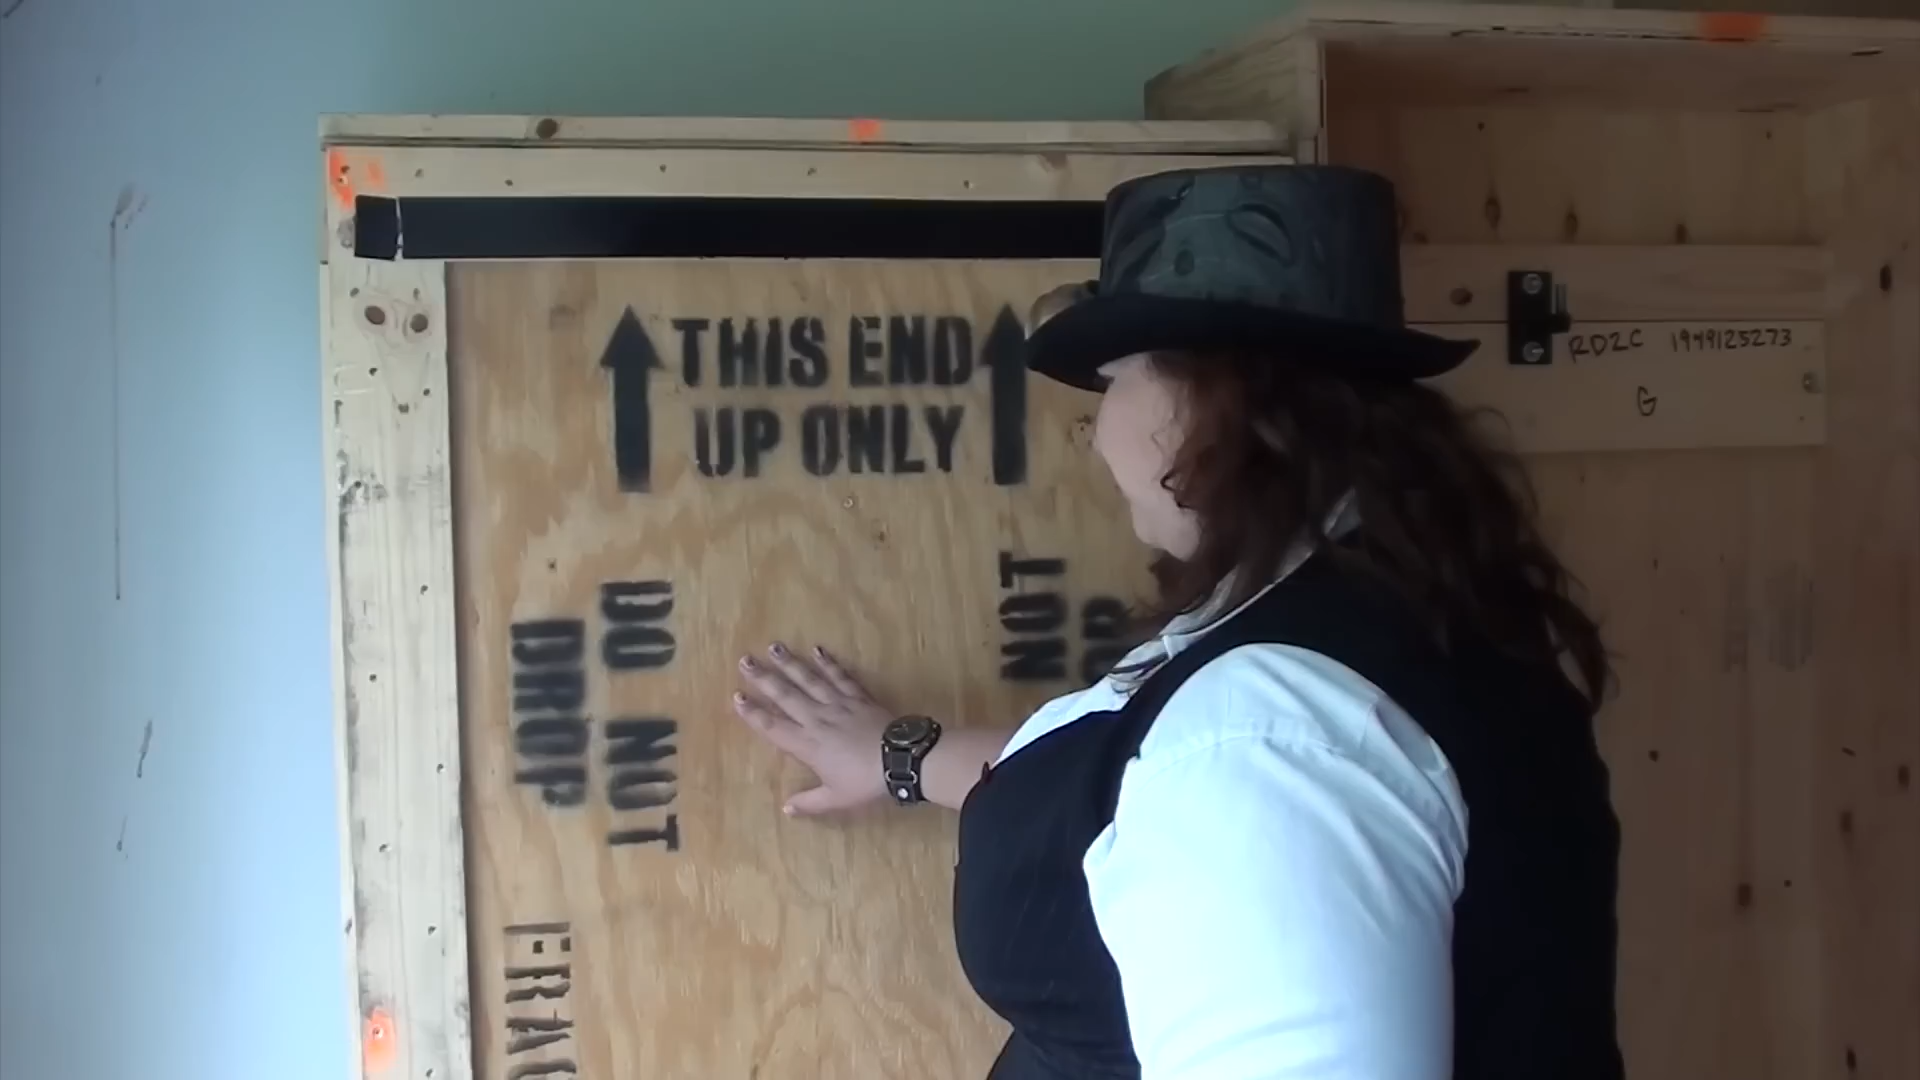 THIS END
UP ONLY
DO NOT
DROP
NOT
RD2C 1949125273
G